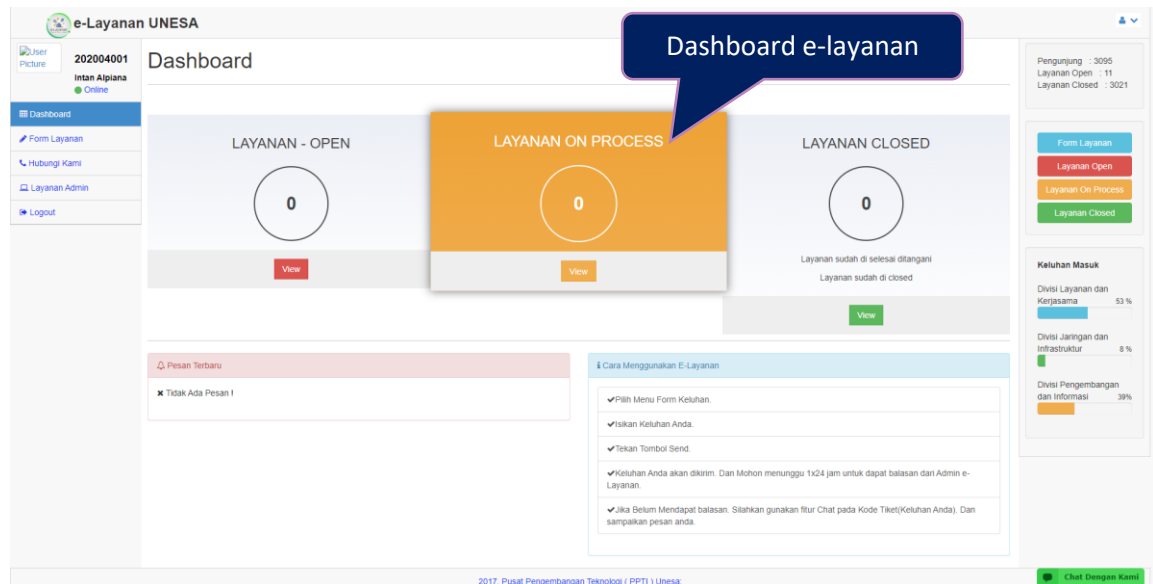 e-Layanan UNESA
Dashboard e-layanan
User
Picture
202004001
Intan Alpiana
Online
Dashboard
Form Layanan
Hubungi Kami
Layanan Admin
Logout
Dashboard
LAYANAN - OPEN
0
View
LAYANAN ON PROCESS
0
View
LAYANAN CLOSED
0
Layanan sudah di selesai ditangani
Layanan sudah di closed
View
Pesan Terbaru
Tidak Ada Pesan !
Cara Menggunakan E-Layanan
Pilih Menu Form Keluhan.
Isikan Keluhan Anda.
Tekan Tombol Send.
Keluhan Anda akan dikirim. Dan Mohon menunggu 1x24 jam untuk dapat balasan dari Admin e-
Layanan.
Jika Belum Mendapat balasan. Silahkan gunakan fitur Chat pada Kode Tiket(Keluhan Anda). Dan
sampaikan pesan anda.
Pengunjung : 3095
Layanan Open : 11
Layanan Closed : 3021
Form Layanan
Layanan Open
Layanan On Process
Layanan Closed
Keluhan Masuk
Divisi Layanan dan
Kerjasama 53 %
Divisi Jaringan dan
Infrastruktur 8 %
Divisi Pengembangan
dan Informasi 39%
2017. Pusat Pengembangan Teknologi ( PPTI ) Unesa:
Chat Dengan Kami